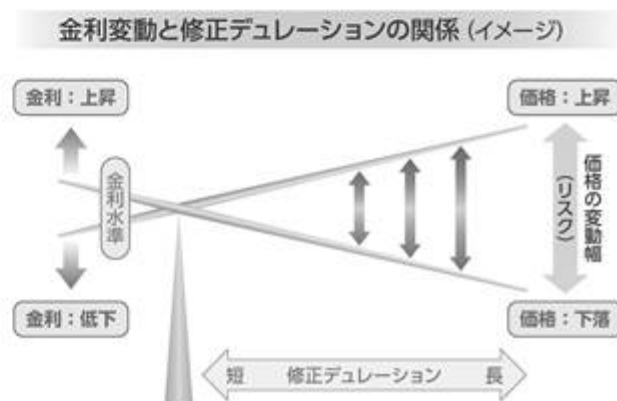 金利変動と修正デュレーションの関係（イメージ）
金利：上昇
価格：上昇
金利水準
価格の変動幅
（リスク）
金利：低下
価格：下落
短 修正デュレーション 長